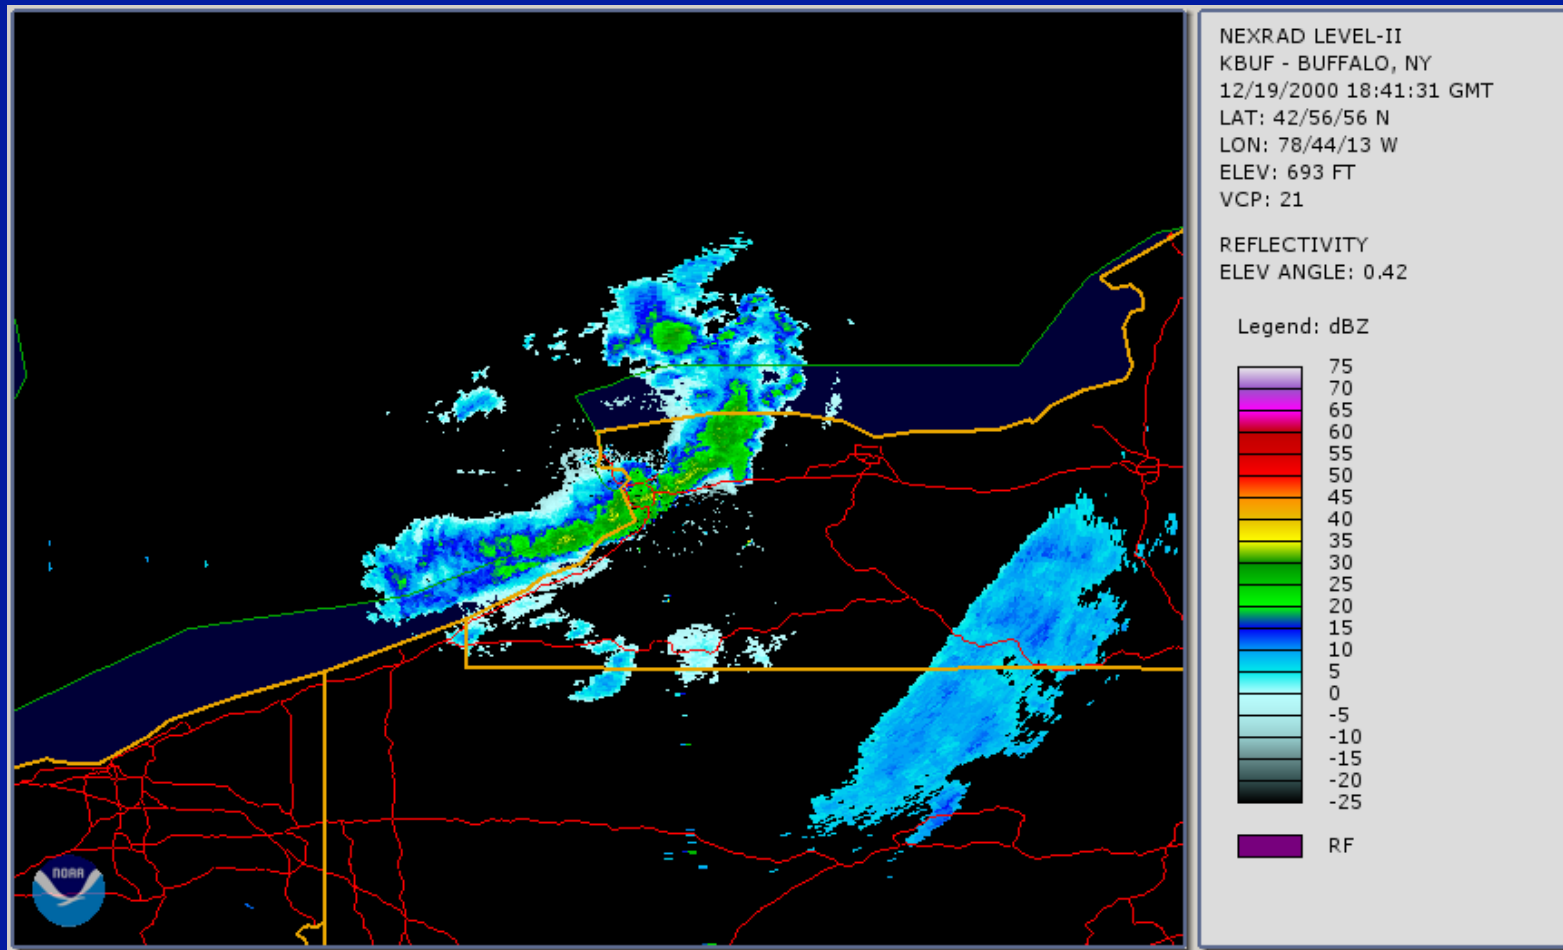 NEXRAD LEVEL-II
KBUF - BUFFALO, NY
12/19/2000 18:41:31 GMT
LAT: 42/56/56 N
LON: 78/44/13 W
ELEV: 693 FT
VCP: 21
REFLECTIVITY
ELEV ANGLE: 0.42
Legend: dBZ
75
70
65
60
55
50
45
40
35
30
25
20
15
10
5
0
-5
-10
-15
-20
-25
RF
NOAA